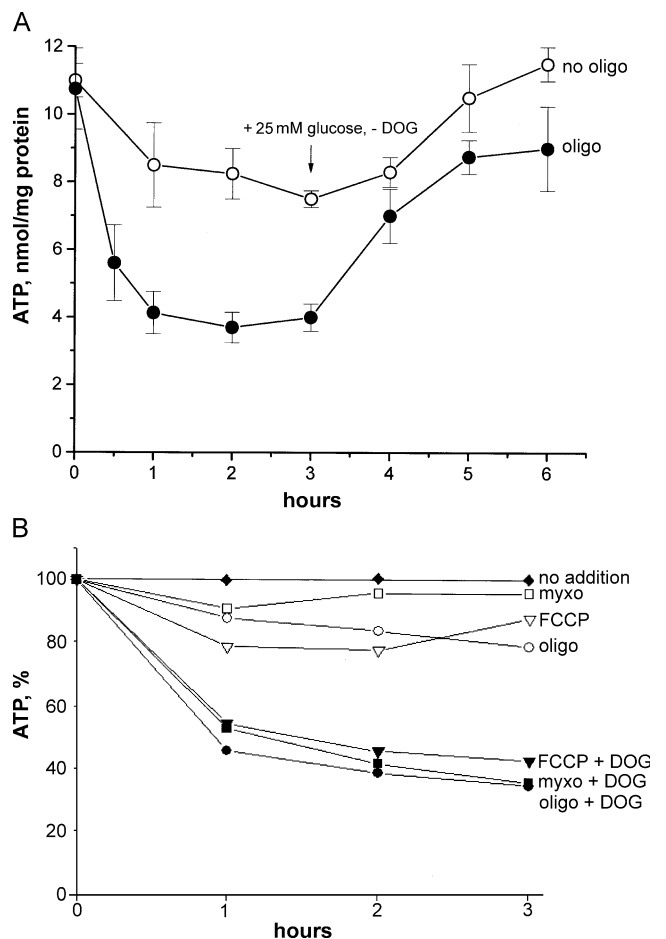 A
12
10
8
6
4
2
0
ATP, nmol/mg protein
+ 25 mM glucose, - DOG
no oligo
oligo
0 1 2 3 4 5 6
hours
B
100
80
60
40
20
0
ATP, %
no addition
myxo
FCCP
oligo
FCCP + DOG
myxo + DOG
oligo + DOG
0 1 2 3
hours